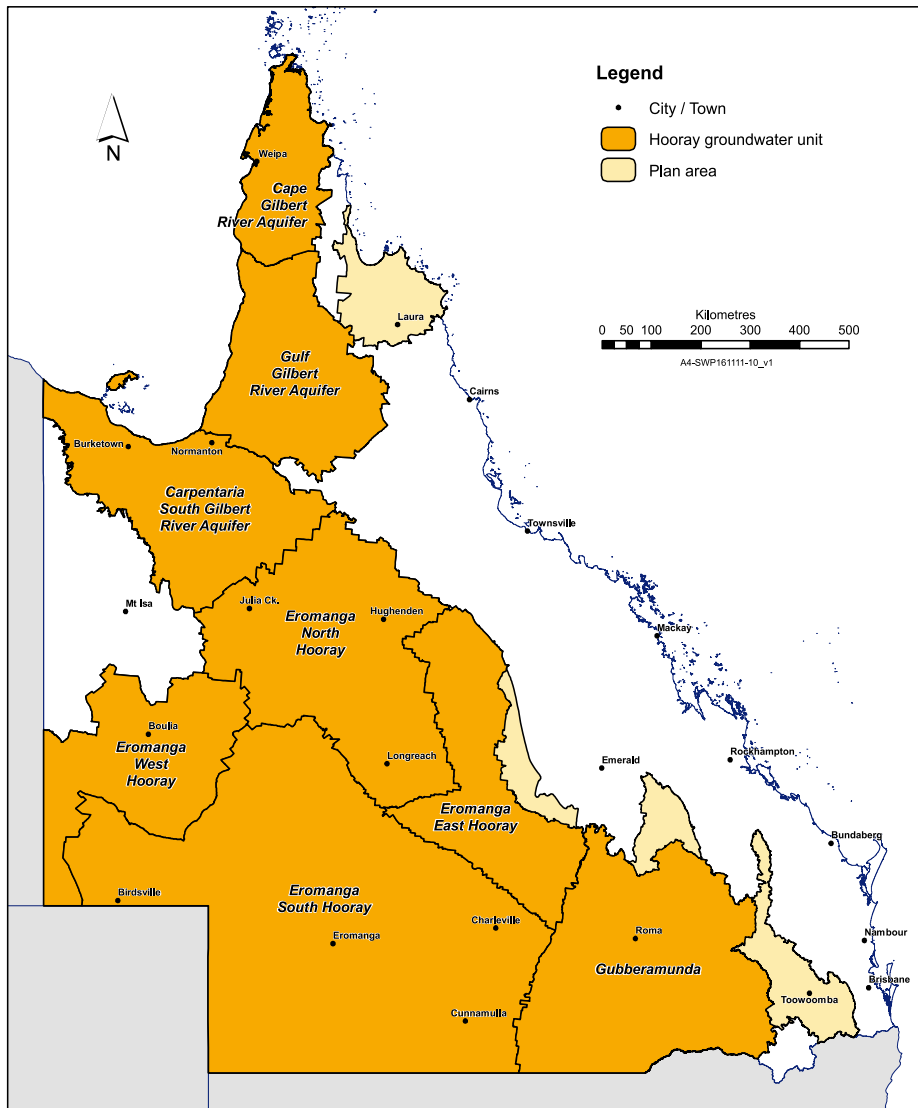 Legend
City / Town
Hooray groundwater unit
Plan area
N
Weipa
Cape
Gilbert
River Aquifer
Laura
Kilometres
0 50 100 200 300 400 500
A4-SWP161111-10_v1
Gulf
Gilbert
River Aquifer
Cairns
Burketown
Normanton
Carpentaria
South Gilbert
River Aquifer
Townsville
Mt Isa
Julia Ck.
Hughenden
Eromanga
North
Hooray
Mackay
Boulia
Eromanga
West
Hooray
Longreach
Emerald
Rockhampton
Eromanga
East Hooray
Bundaberg
Birdsville
Eromanga
South Hooray
Charleville
Eromanga
Roma
Gubberamunda
Nambour
Brisbane
Toowoomba
Cunnamulla